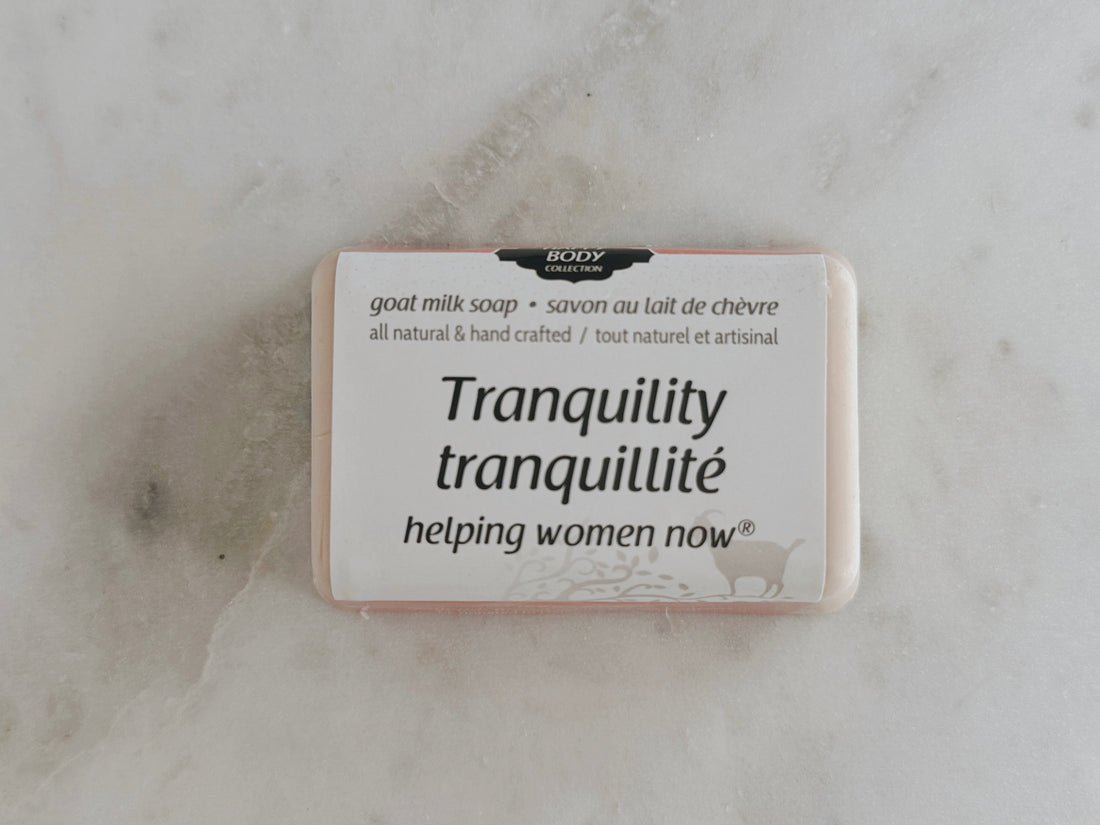 BODY
COLLECTION
goat milk soap • savon au lait de chèvre
all natural & hand crafted / tout naturel et artisinal
Tranquility
tranquillité
helping women now®